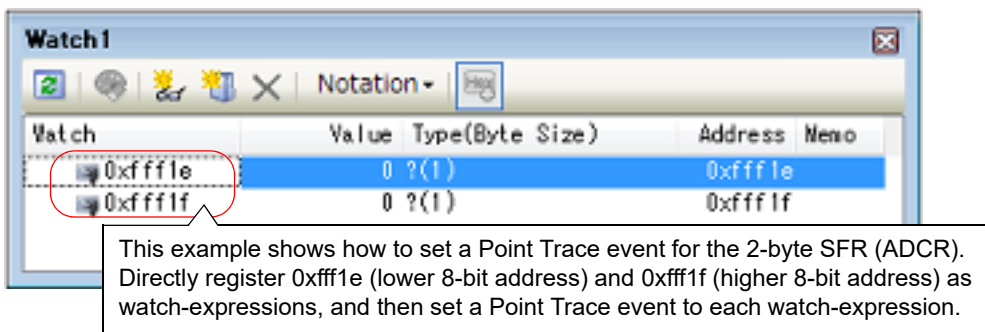 Watch1
Notation
Watch Value Type(Byte Size) Address Memo
0xfff1e 0 ?(1) 0xfff1e
0xfff1f 0 ?(1) 0xfff1f
This example shows how to set a Point Trace event for the 2-byte SFR (ADCR).
Directly register 0xfff1e (lower 8-bit address) and 0xfff1f (higher 8-bit address) as
watch-expressions, and then set a Point Trace event to each watch-expression.